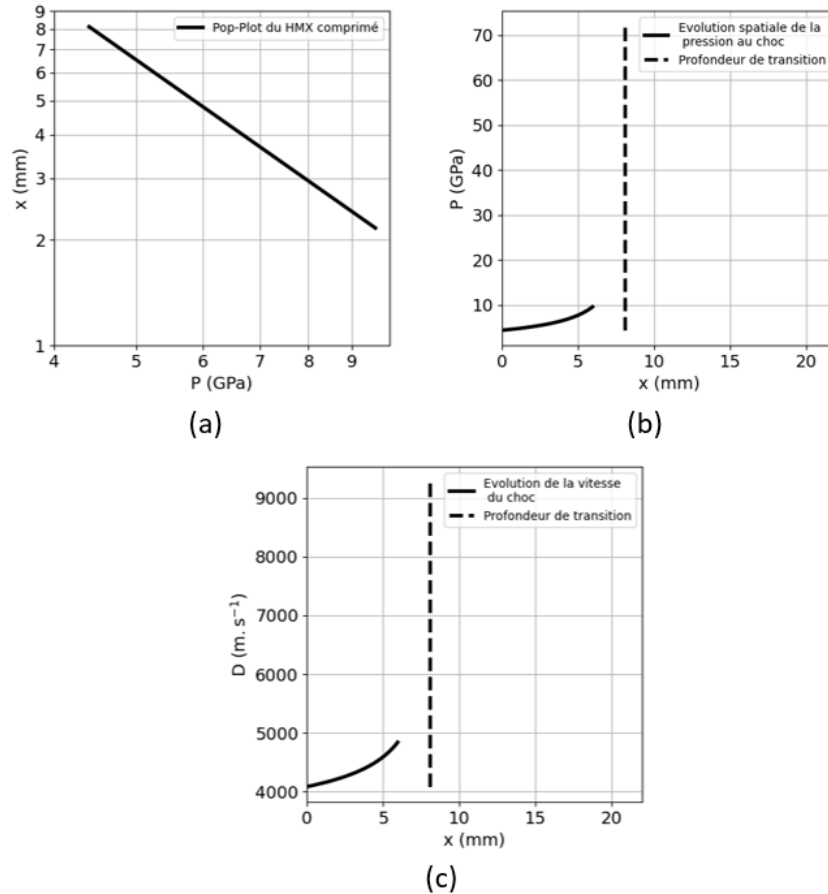 9
8
7
6
5
4
3
2
1
x (mm)
Pop-Plot du HMX comprimé
4 5 6 7 8 9
P (GPa)
(a)
70
60
50
40
30
20
10
P (GPa)
Evolution spatiale de la
pression au choc
Profondeur de transition
0 5 10 15 20
x (mm)
(b)
9000
8000
7000
6000
5000
4000
D (m. s⁻¹)
Evolution de la vitesse
du choc
Profondeur de transition
0 5 10 15 20
x (mm)
(c)